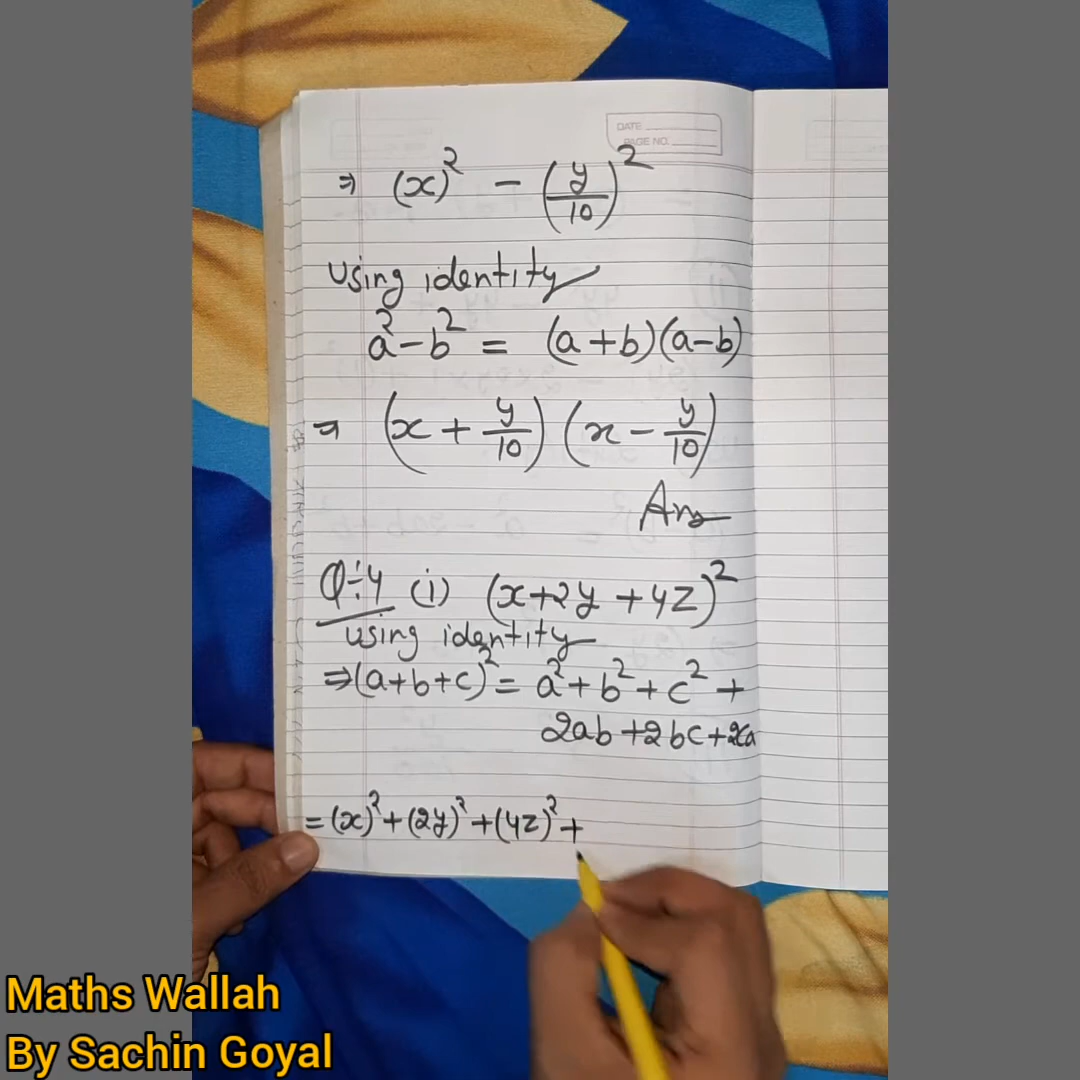 DATE
PAGE NO.
⇒ (x)² - (y/10)²
using identity
a²-b² = (a+b)(a-b)
⇒ (x + y/10) (x - y/10)
Ans
Q÷4 (i) (x+2y+4z)²
using identity
⇒(a+b+c)² = a²+b²+c²+
2ab+2bc+2ca
= (x)²+(2y)²+(4z)²+
Maths Wallah
By Sachin Goyal